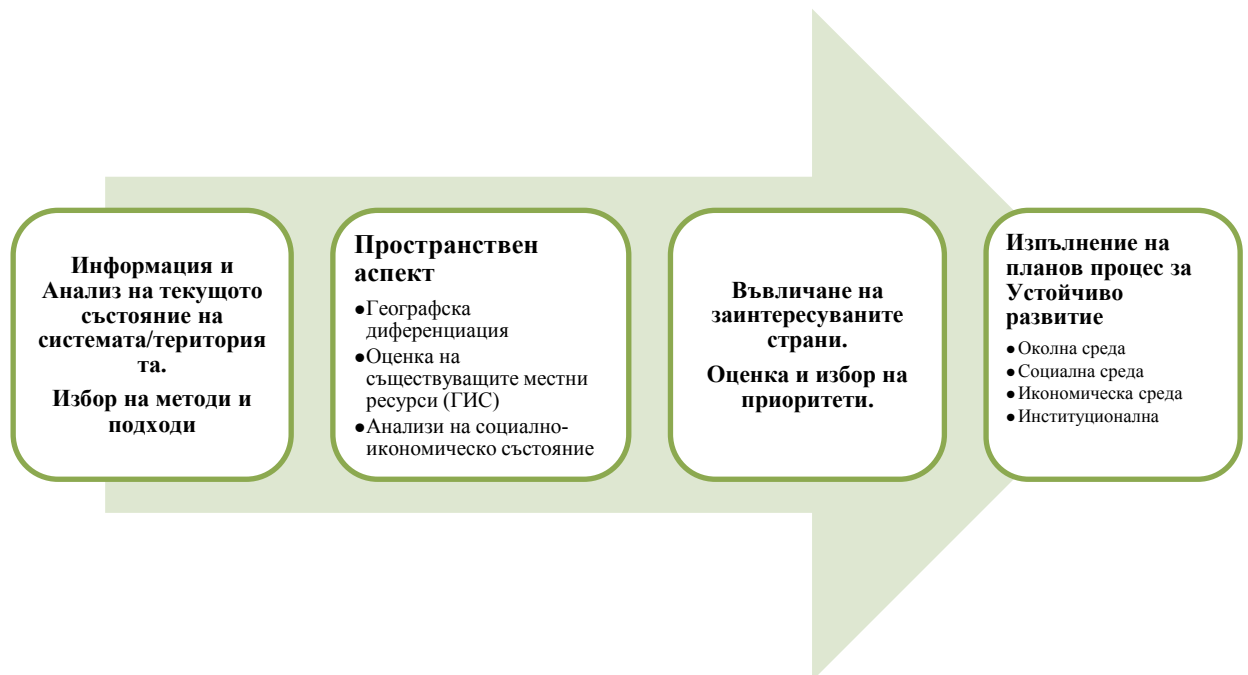 Информация и
Анализ на текущото
състояние на
системата/територия
та.
Избор на методи и
подходи
Пространствен
аспект
●Географска
диференциация
●Оценка на
съществуващите местни
ресурси (ГИС)
●Анализи на социално-
икономическо състояние
Въвличане на
заинтересуваните
страни.
Оценка и избор на
приоритети.
Изпълнение на
планов процес за
Устойчиво
развитие
●Околна среда
●Социална среда
●Икономическа среда
●Институционална